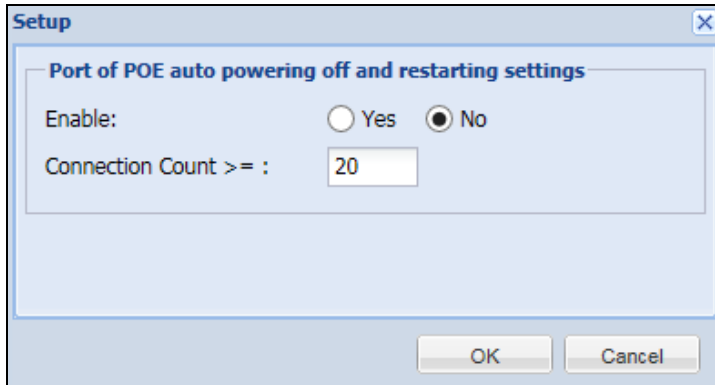 Setup
Port of POE auto powering off and restarting settings
Enable: Yes No
Connection Count >= : 20
OK Cancel